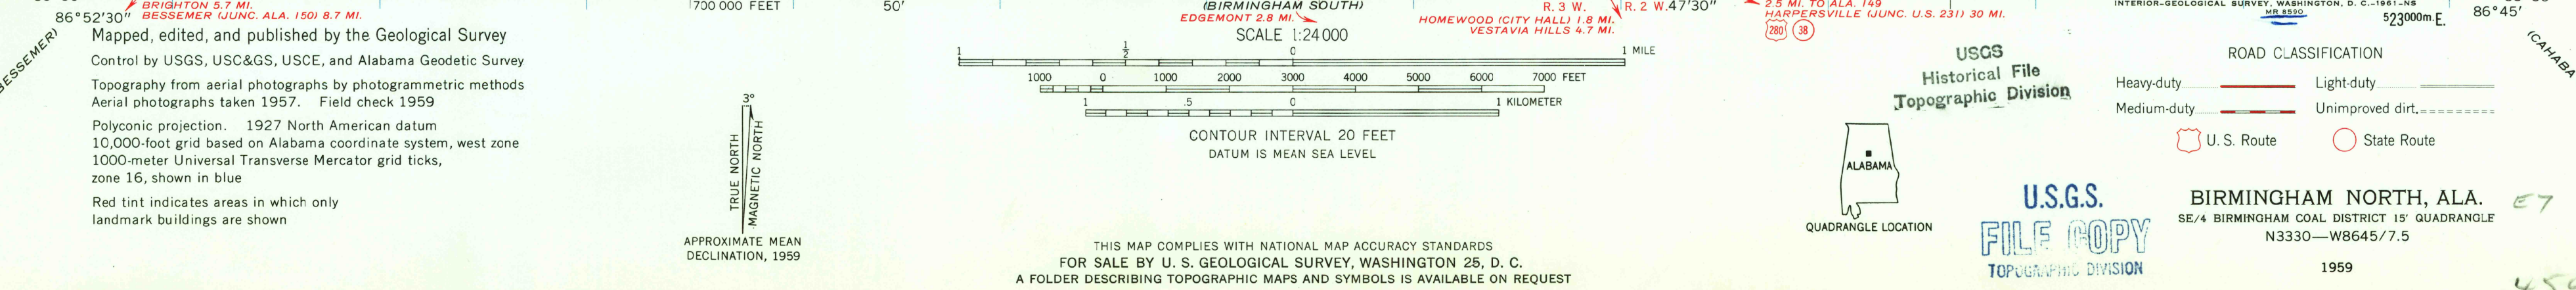 86°52'30"
BRIGHTON 5.7 MI.
BESSEMER (JUNC. ALA. 150) 8.7 MI.
BESSEMER)
700 000 FEET
50'
Mapped, edited, and published by the Geological Survey
Control by USGS, USC&GS, USCE, and Alabama Geodetic Survey
Topography from aerial photographs by photogrammetric methods
Aerial photographs taken 1957. Field check 1959
Polyconic projection. 1927 North American datum
10,000-foot grid based on Alabama coordinate system, west zone
1000-meter Universal Transverse Mercator grid ticks,
zone 16, shown in blue
Red tint indicates areas in which only
landmark buildings are shown
3°
TRUE NORTH
MAGNETIC NORTH
APPROXIMATE MEAN
DECLINATION, 1959
(BIRMINGHAM SOUTH)
EDGEMONT 2.8 MI.
HOMEWOOD (CITY HALL) 1.8 MI.
VESTAVIA HILLS 4.7 MI.
R. 3 W.
R. 2 W.
47'30"
SCALE 1:24 000
1 ½ 0 1 MILE
1000 0 1000 2000 3000 4000 5000 6000 7000 FEET
1 .5 0 1 KILOMETER
CONTOUR INTERVAL 20 FEET
DATUM IS MEAN SEA LEVEL
THIS MAP COMPLIES WITH NATIONAL MAP ACCURACY STANDARDS
FOR SALE BY U. S. GEOLOGICAL SURVEY, WASHINGTON 25, D. C.
A FOLDER DESCRIBING TOPOGRAPHIC MAPS AND SYMBOLS IS AVAILABLE ON REQUEST
2.5 MI. TO ALA. 149
HARPERSVILLE (JUNC. U.S. 231) 30 MI.
280 38
USGS
Historical File
Topographic Division
ALABAMA
QUADRANGLE LOCATION
INTERIOR-GEOLOGICAL SURVEY, WASHINGTON, D. C.-1961-NS
MR 8590
523000m.E.
86°45'
(CAHABA
ROAD CLASSIFICATION
Heavy-duty Light-duty
Medium-duty Unimproved dirt
U. S. Route State Route
U.S.G.S.
FILE COPY
TOPOGRAPHIC DIVISION
BIRMINGHAM NORTH, ALA.
SE/4 BIRMINGHAM COAL DISTRICT 15' QUADRANGLE
N3330—W8645/7.5
1959
E7